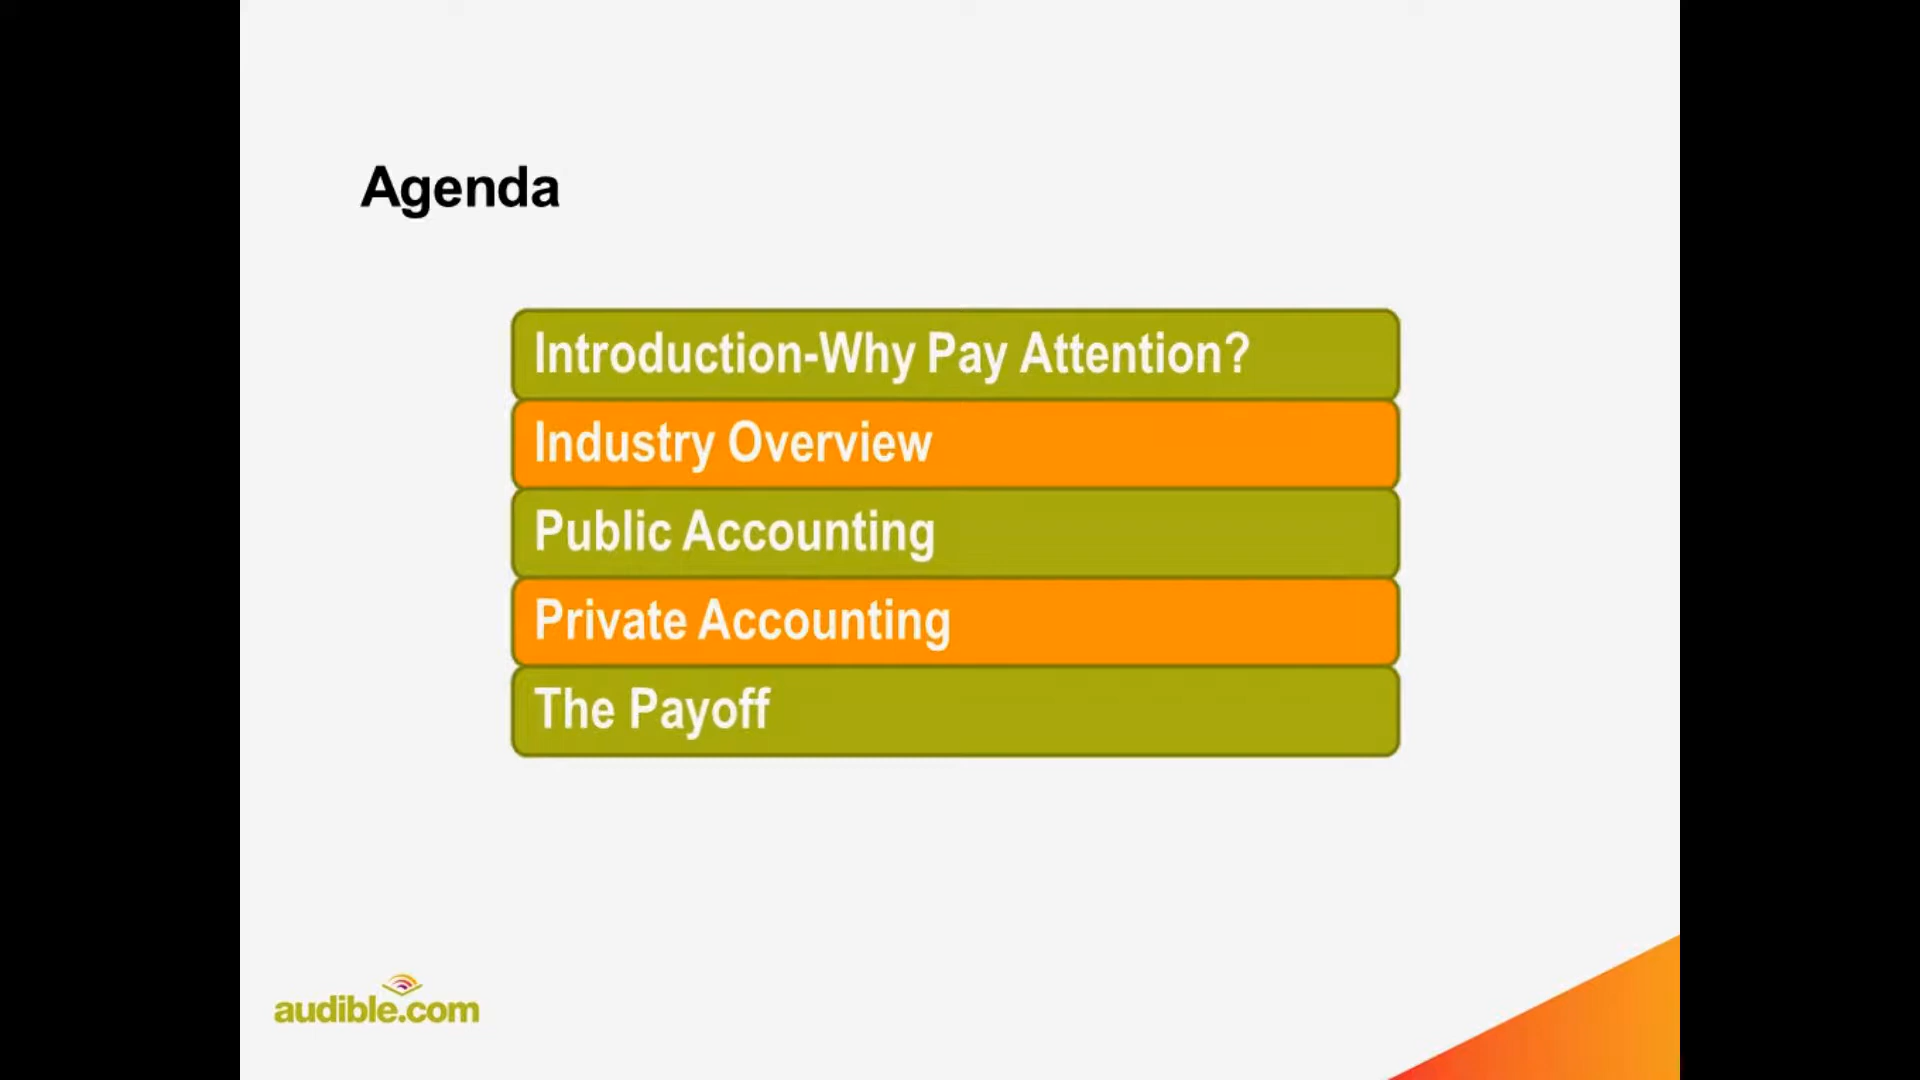 Agenda
Introduction-Why Pay Attention?
Industry Overview
Public Accounting
Private Accounting
The Payoff
audible.com